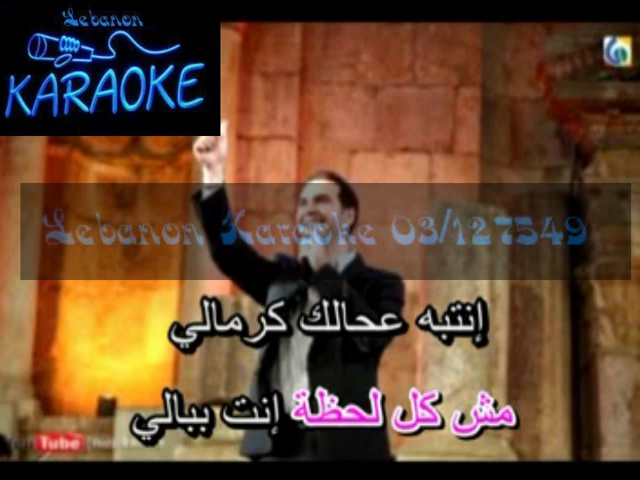 Lebanon
KARAOKE
Lebanon Karaoke 03/127549
إنتبه عحالك كرمالي
مش كل لحظة إنت ببالي
Tube